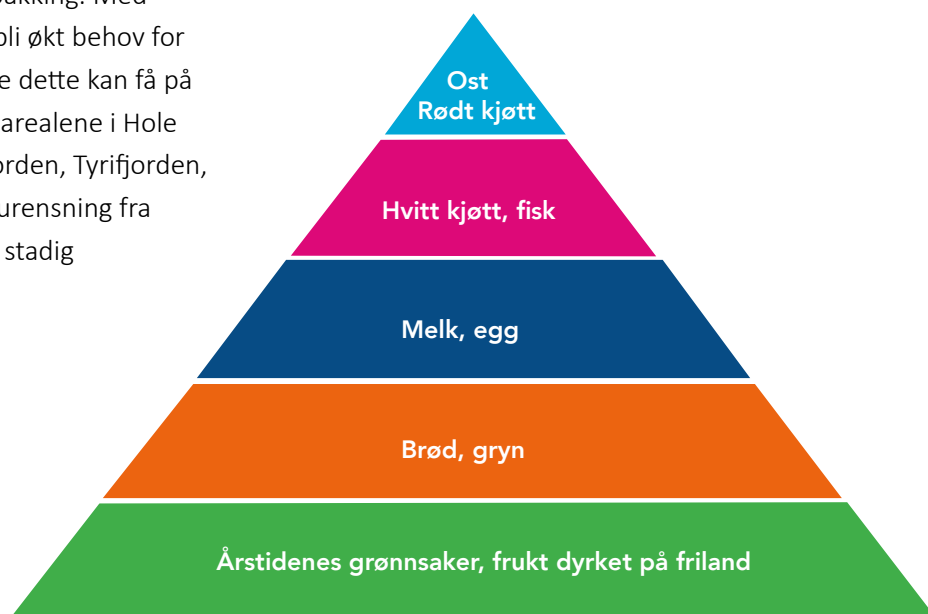 bli økt behov for
e dette kan få på
arealene i Hole
orden, Tyrifjorden,
urensning fra
stadig
Ost
Rødt kjøtt
Hvitt kjøtt, fisk
Melk, egg
Brød, gryn
Årstidenes grønnsaker, frukt dyrket på friland